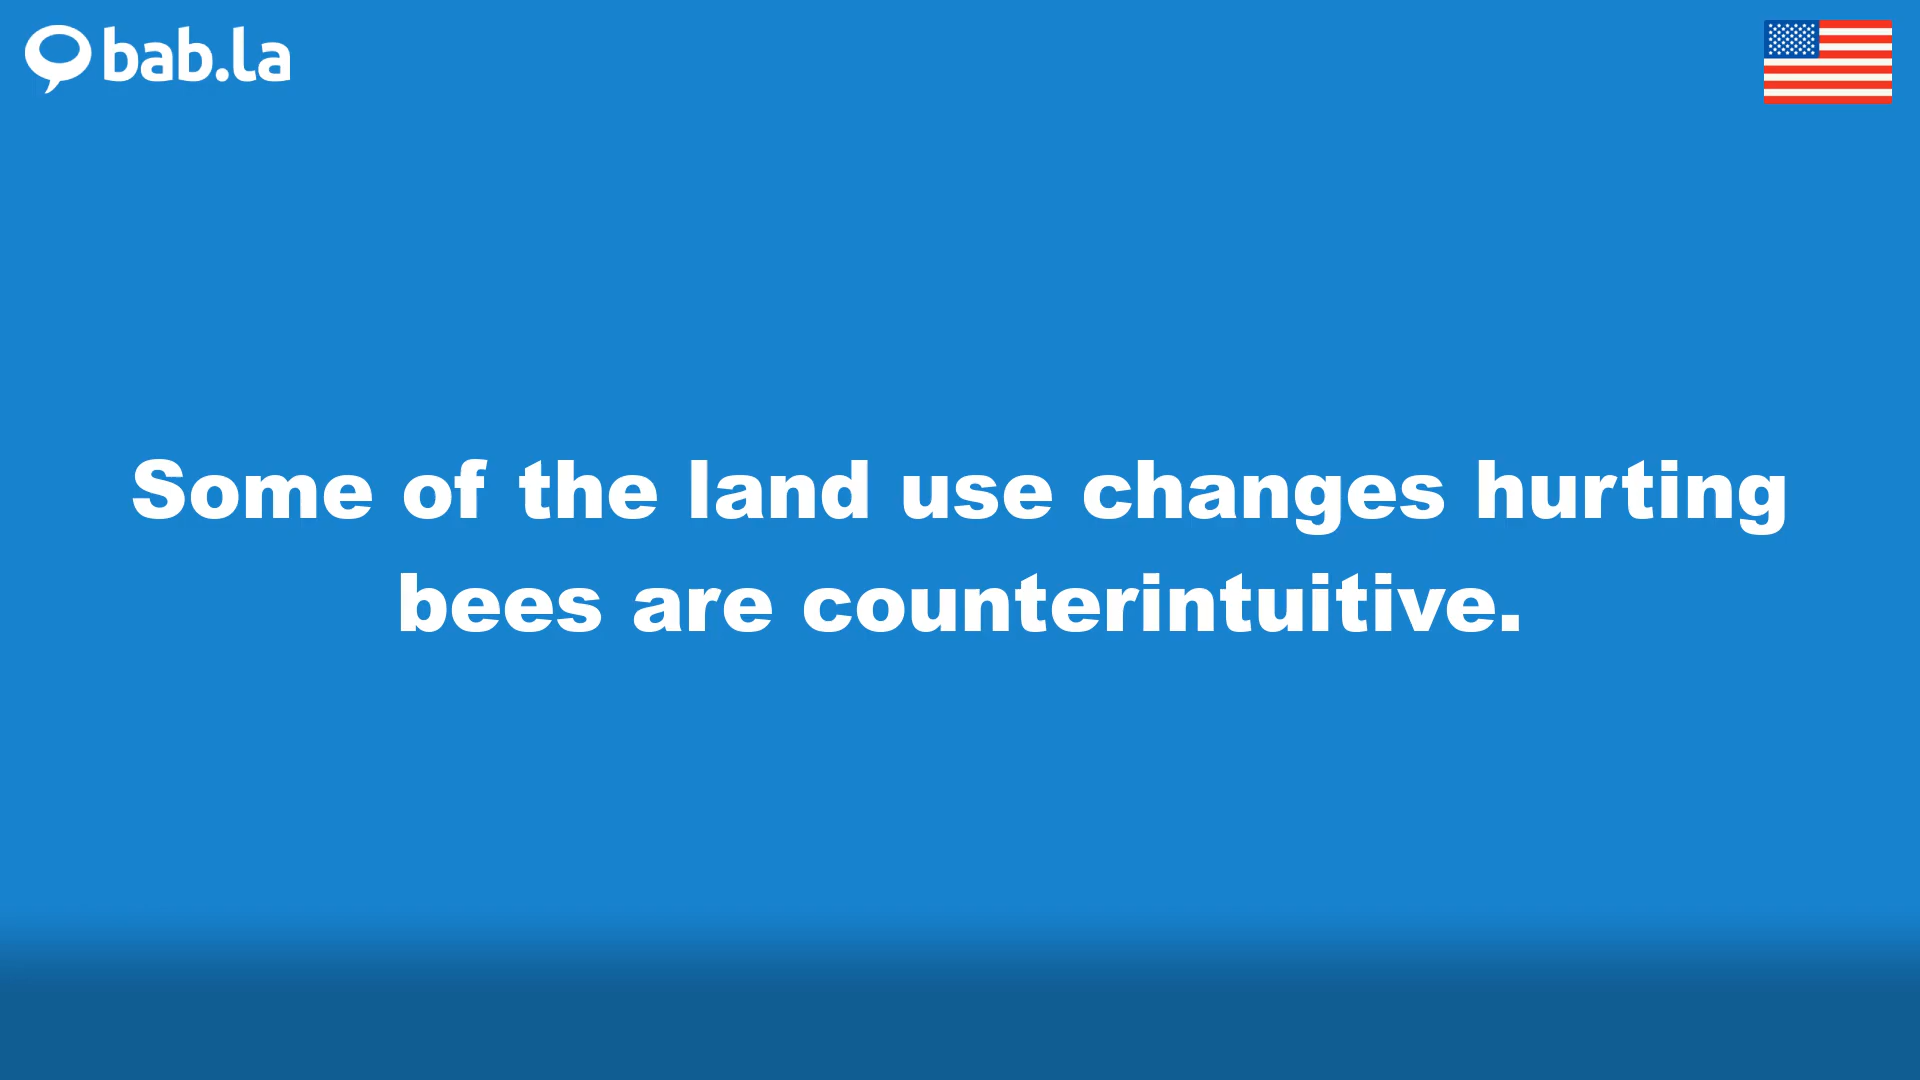 bab.la
Some of the land use changes hurting
bees are counterintuitive.